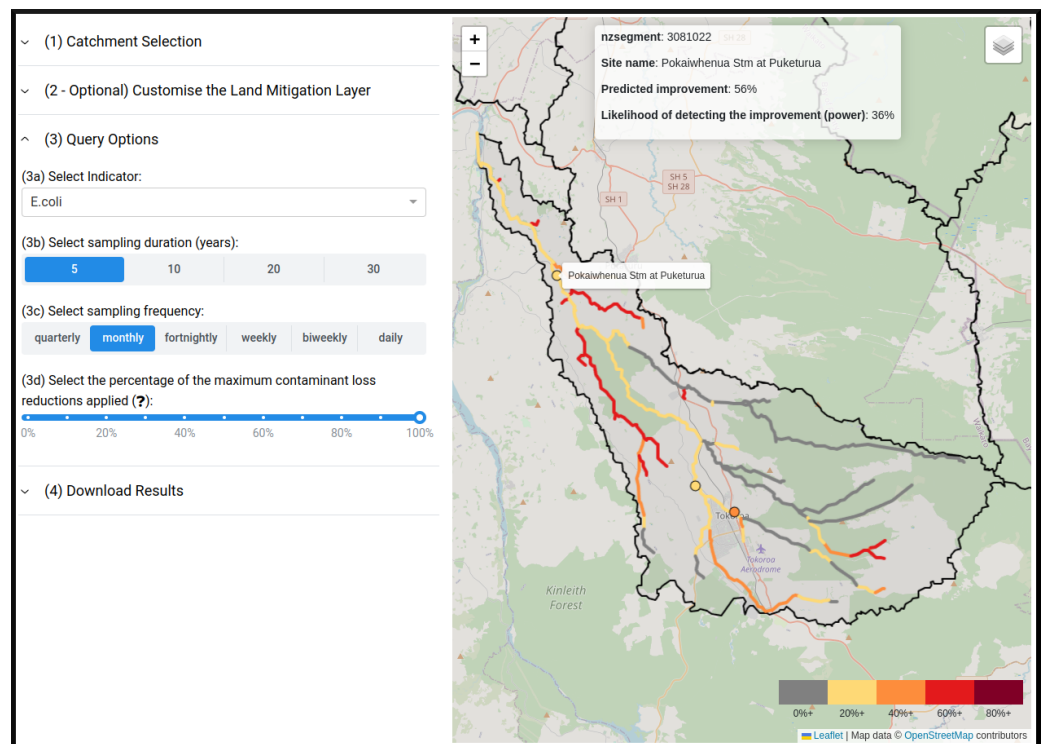 (1) Catchment Selection
(2 - Optional) Customise the Land Mitigation Layer
(3) Query Options
(3a) Select Indicator:
E.coli
(3b) Select sampling duration (years):
5 10 20 30
(3c) Select sampling frequency:
quarterly monthly fortnightly weekly biweekly daily
(3d) Select the percentage of the maximum contaminant loss
reductions applied (?):
0% 20% 40% 60% 80% 100%
(4) Download Results
+
−
nzsegment: 3081022
SH 28
Site name: Pokaiwhenua Stm at Puketurua
Predicted improvement: 56%
Likelihood of detecting the improvement (power): 36%
SH 5
SH 28
SH 1
Pokaiwhenua Stm at Puketurua
Tokoroa
Tokoroa
Aerodrome
Kinleith
Forest
0%+ 20%+ 40%+ 60%+ 80%+
Leaflet | Map data © OpenStreetMap contributors